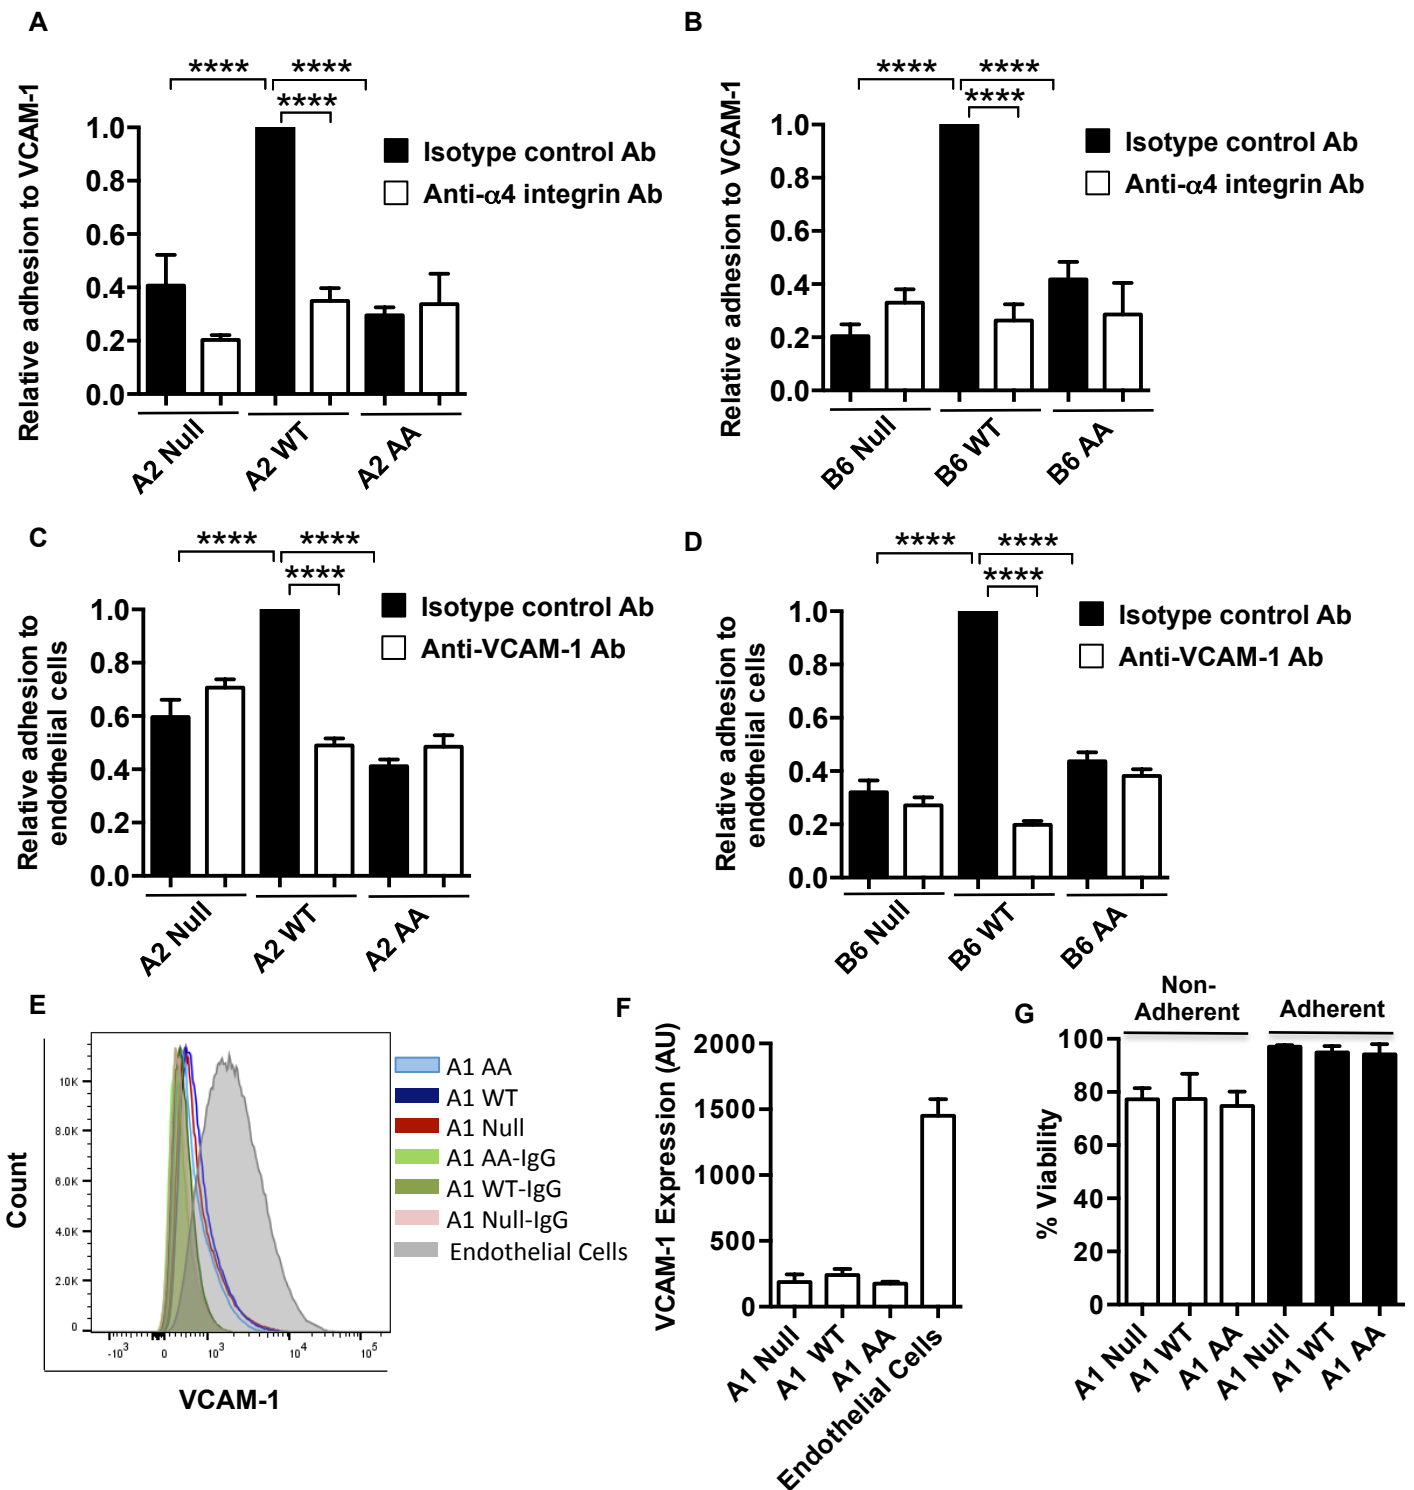 A
****
****
****
Relative adhesion to VCAM-1
1.0
0.8
0.6
0.4
0.2
0.0
Isotype control Ab
Anti-α4 integrin Ab
A2 Null
A2 WT
A2 AA
B
****
****
****
Relative adhesion to VCAM-1
1.0
0.8
0.6
0.4
0.2
0.0
Isotype control Ab
Anti-α4 integrin Ab
B6 Null
B6 WT
B6 AA
C
****
****
****
Relative adhesion to
endothelial cells
1.0
0.8
0.6
0.4
0.2
0.0
Isotype control Ab
Anti-VCAM-1 Ab
A2 Null
A2 WT
A2 AA
D
****
****
****
Relative adhesion to
endothelial cells
1.0
0.8
0.6
0.4
0.2
0.0
Isotype control Ab
Anti-VCAM-1 Ab
B6 Null
B6 WT
B6 AA
E
Count
10K
8.0K
6.0K
4.0K
2.0K
0
-10³
0
10³
10⁴
10⁵
VCAM-1
A1 AA
A1 WT
A1 Null
A1 AA-IgG
A1 WT-IgG
A1 Null-IgG
Endothelial Cells
F
VCAM-1 Expression (AU)
2000
1500
1000
500
0
A1 Null
A1 WT
A1 AA
Endothelial Cells
G
Non-
Adherent
Adherent
% Viability
100
80
60
40
20
0
A1 Null
A1 WT
A1 AA
A1 Null
A1 WT
A1 AA